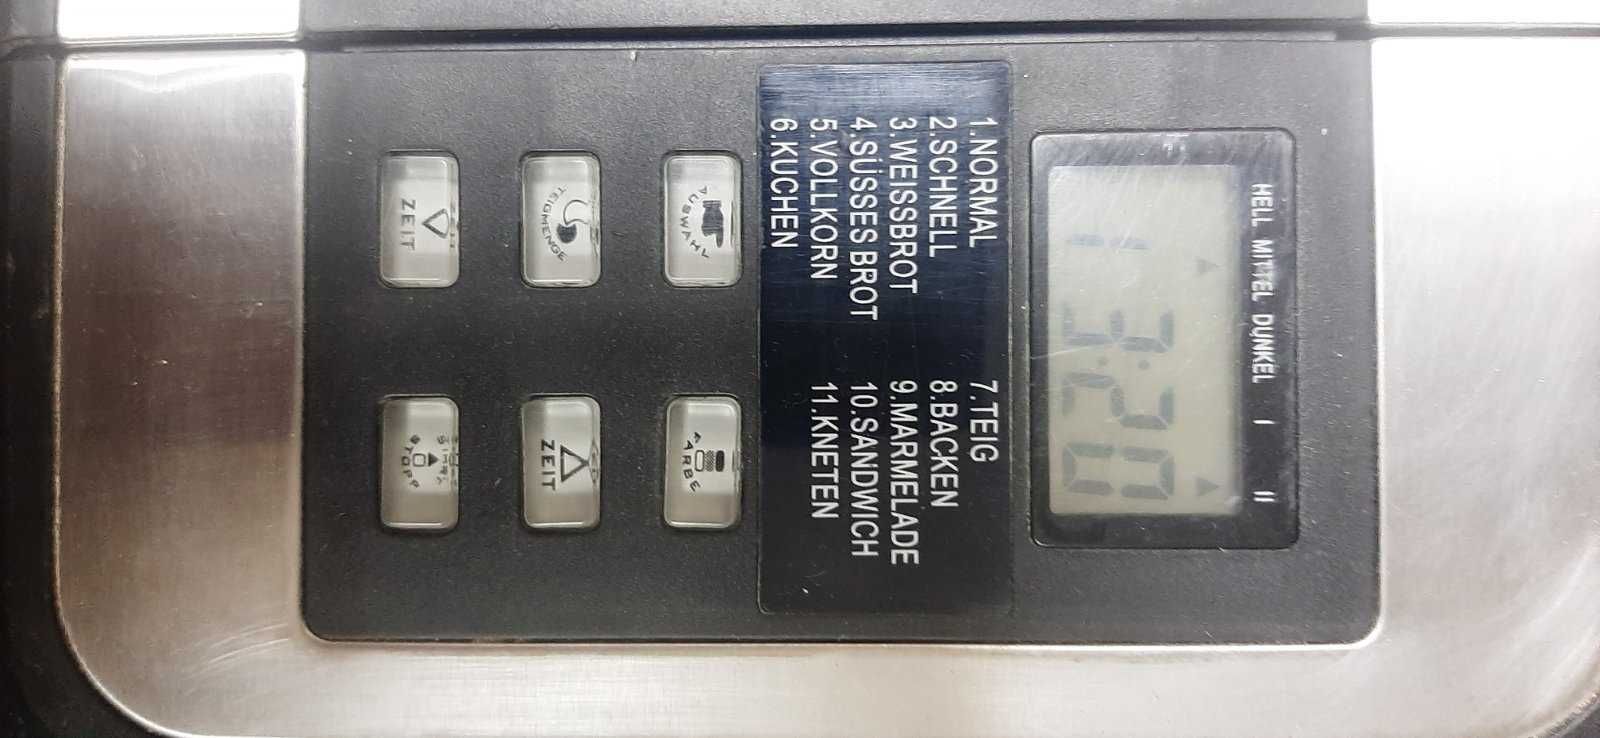 HELL MITTEL DUNKEL I II
1 3:20
1.NORMAL
2.SCHNELL
3.WEISSBROT
4.SÜSSES BROT
5.VOLLKORN
6.KUCHEN
7.TEIG
8.BACKEN
9.MARMELADE
10.SANDWICH
11.KNETEN
AUSWAHL
FARBE
TEIGMENGE
ZEIT
ZEIT
STOPP